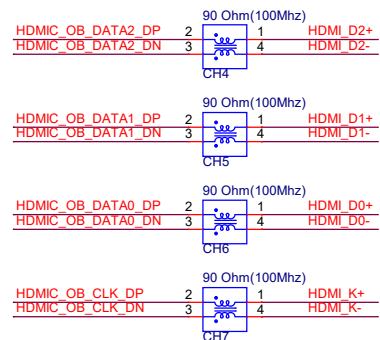 90 Ohm(100Mhz)
HDMIC_OB_DATA2_DP 2 1 HDMI_D2+
HDMIC_OB_DATA2_DN 3 4 HDMI_D2-
CH4
90 Ohm(100Mhz)
HDMIC_OB_DATA1_DP 2 1 HDMI_D1+
HDMIC_OB_DATA1_DN 3 4 HDMI_D1-
CH5
90 Ohm(100Mhz)
HDMIC_OB_DATA0_DP 2 1 HDMI_D0+
HDMIC_OB_DATA0_DN 3 4 HDMI_D0-
CH6
90 Ohm(100Mhz)
HDMIC_OB_CLK_DP 2 1 HDMI_K+
HDMIC_OB_CLK_DN 3 4 HDMI_K-
CH7